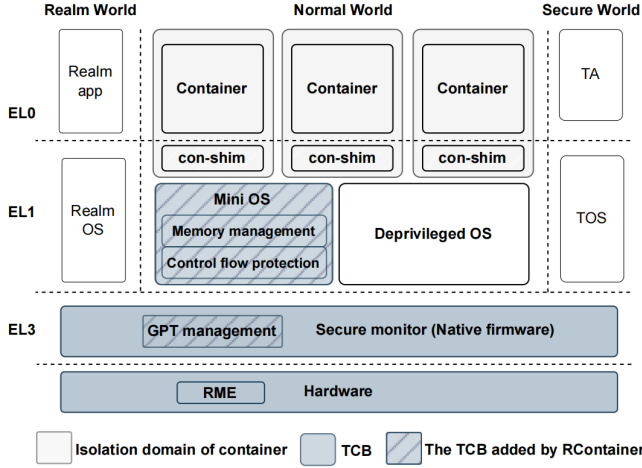 Realm World
Normal World
Secure World
EL0
Realm
app
Container
Container
Container
TA
con-shim
con-shim
con-shim
EL1
Realm
OS
Mini OS
Memory management
Control flow protection
Deprivileged OS
TOS
EL3
GPT management
Secure monitor (Native firmware)
RME
Hardware
Isolation domain of container
TCB
The TCB added by RContainer